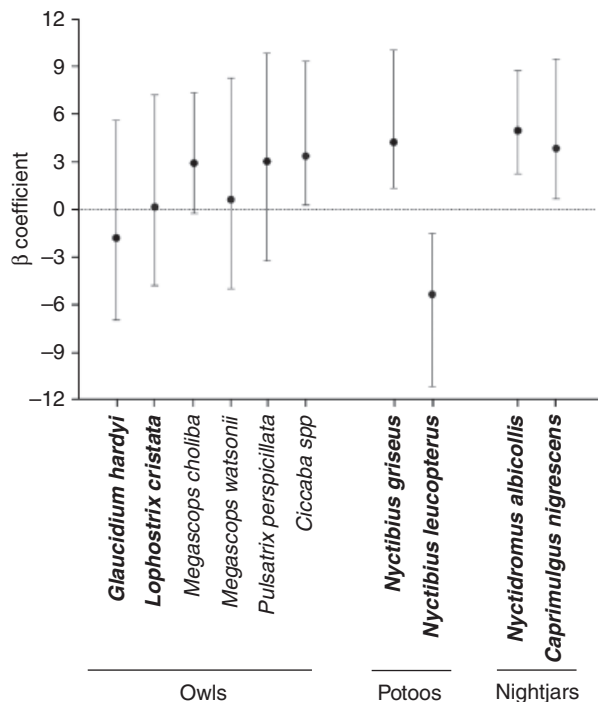 12
9
6
3
0
−3
−6
−9
−12
β coefficient
Glaucidium hardyi
Lophostrix cristata
Megascops choliba
Megascops watsonii
Pulsatrix perspicillata
Ciccaba spp
Nyctibius griseus
Nyctibius leucopterus
Nyctidromus albicollis
Caprimulgus nigrescens
Owls
Potoos
Nightjars